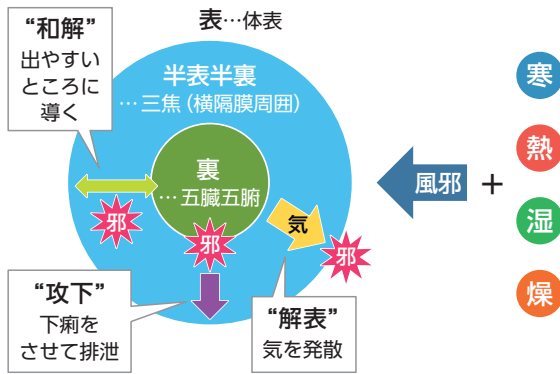 表…体表
“和解”
出やすい
ところに
導く
半表半裏
…三焦（横隔膜周囲）
裏
…五臓五腑
邪
邪
気
邪
“攻下”
下痢を
させて排泄
“解表”
気を発散
風邪
+
寒
熱
湿
燥